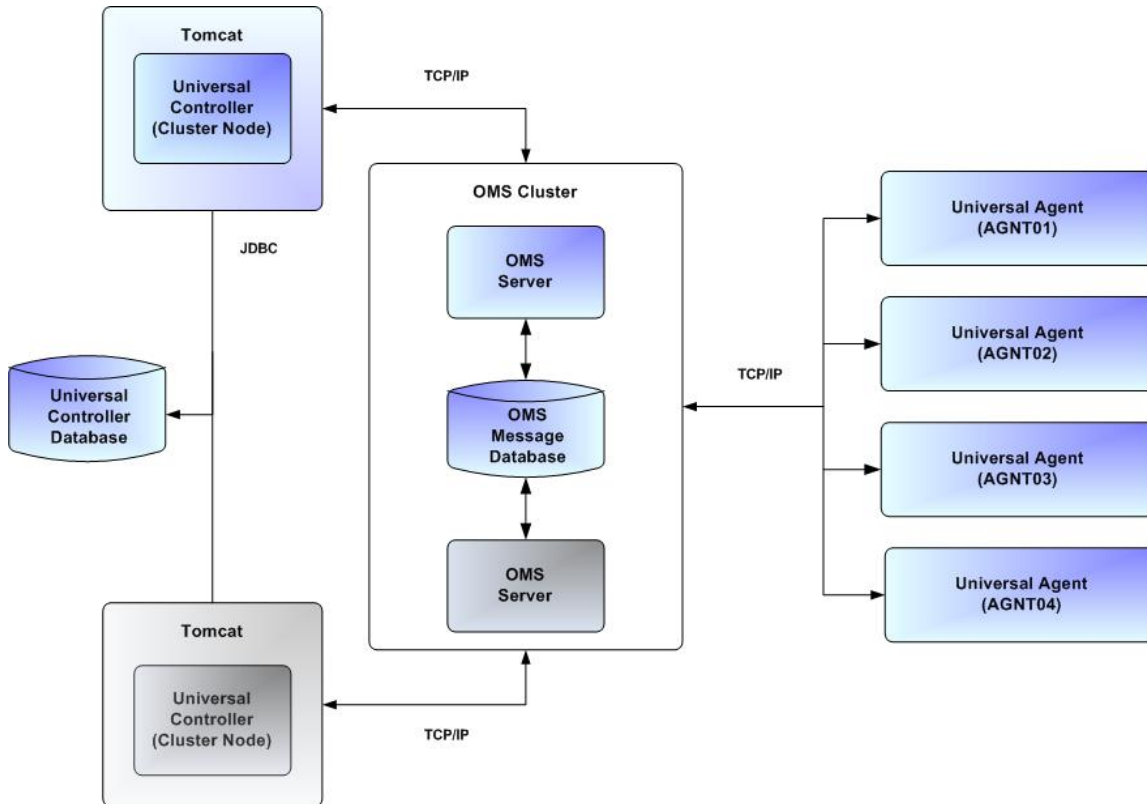 Tomcat
Universal
Controller
(Cluster Node)
TCP/IP
JDBC
Universal
Controller
Database
OMS Cluster
OMS
Server
OMS
Message
Database
OMS
Server
TCP/IP
Universal Agent
(AGNT01)
Universal Agent
(AGNT02)
Universal Agent
(AGNT03)
Universal Agent
(AGNT04)
Tomcat
Universal
Controller
(Cluster Node)
TCP/IP